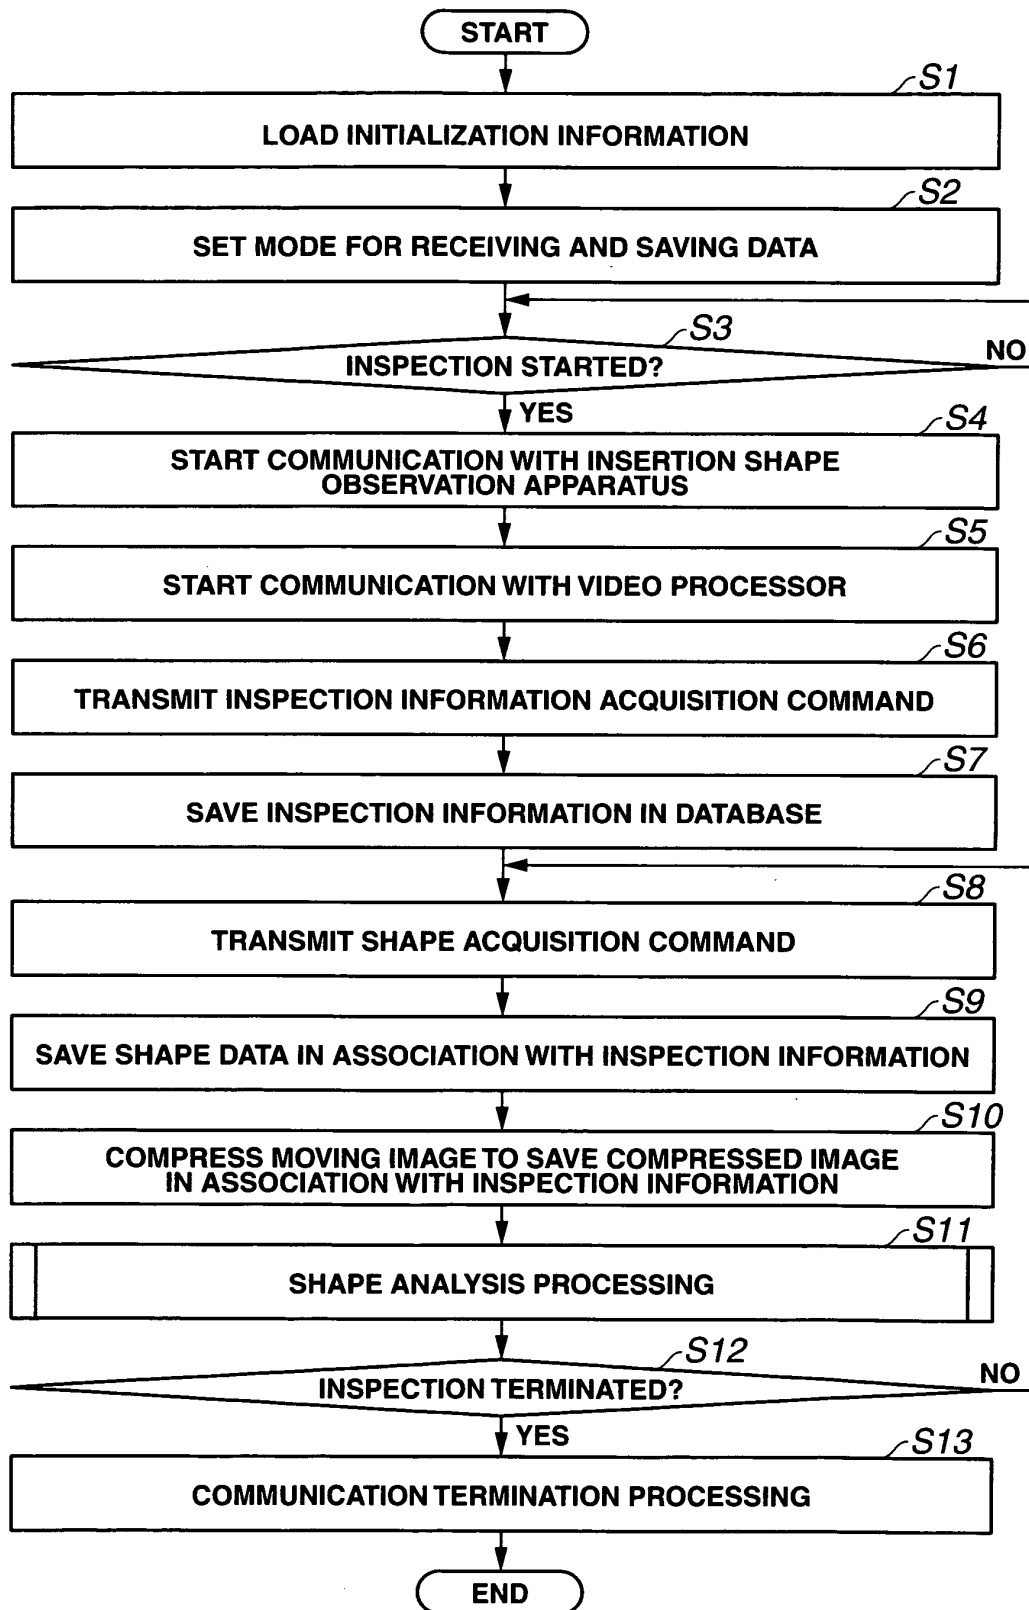 START
S1
LOAD INITIALIZATION INFORMATION
S2
SET MODE FOR RECEIVING AND SAVING DATA
S3
INSPECTION STARTED?
NO
YES
S4
START COMMUNICATION WITH INSERTION SHAPE
OBSERVATION APPARATUS
S5
START COMMUNICATION WITH VIDEO PROCESSOR
S6
TRANSMIT INSPECTION INFORMATION ACQUISITION COMMAND
S7
SAVE INSPECTION INFORMATION IN DATABASE
S8
TRANSMIT SHAPE ACQUISITION COMMAND
S9
SAVE SHAPE DATA IN ASSOCIATION WITH INSPECTION INFORMATION
S10
COMPRESS MOVING IMAGE TO SAVE COMPRESSED IMAGE
IN ASSOCIATION WITH INSPECTION INFORMATION
S11
SHAPE ANALYSIS PROCESSING
S12
INSPECTION TERMINATED?
NO
YES
S13
COMMUNICATION TERMINATION PROCESSING
END